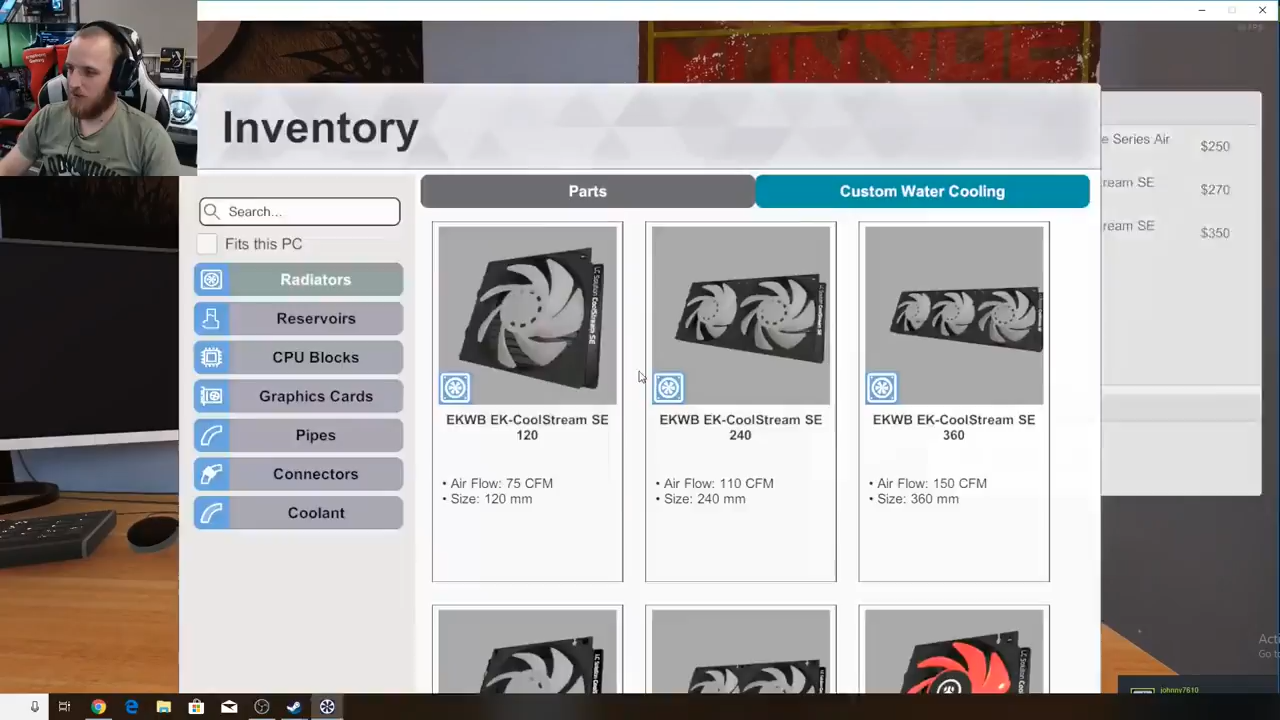 Inventory
Parts
Custom Water Cooling
Search...
Fits this PC
Radiators
Reservoirs
CPU Blocks
Graphics Cards
Pipes
Connectors
Coolant
EKWB EK-CoolStream SE
120
• Air Flow: 75 CFM
• Size: 120 mm
EKWB EK-CoolStream SE
240
• Air Flow: 110 CFM
• Size: 240 mm
EKWB EK-CoolStream SE
360
• Air Flow: 150 CFM
• Size: 360 mm
e Series Air
$250
ream SE
$270
ream SE
$350
johnny7610